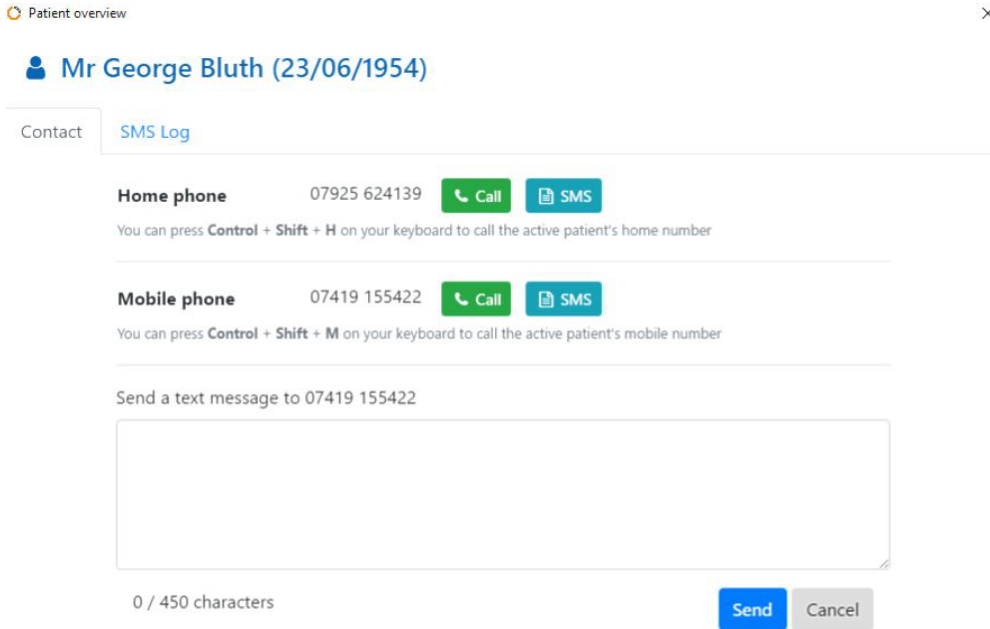 Patient overview
Mr George Bluth (23/06/1954)
Contact SMS Log
Home phone 07925 624139 Call SMS
You can press Control + Shift + H on your keyboard to call the active patient's home number
Mobile phone 07419 155422 Call SMS
You can press Control + Shift + M on your keyboard to call the active patient's mobile number
Send a text message to 07419 155422
0 / 450 characters Send Cancel